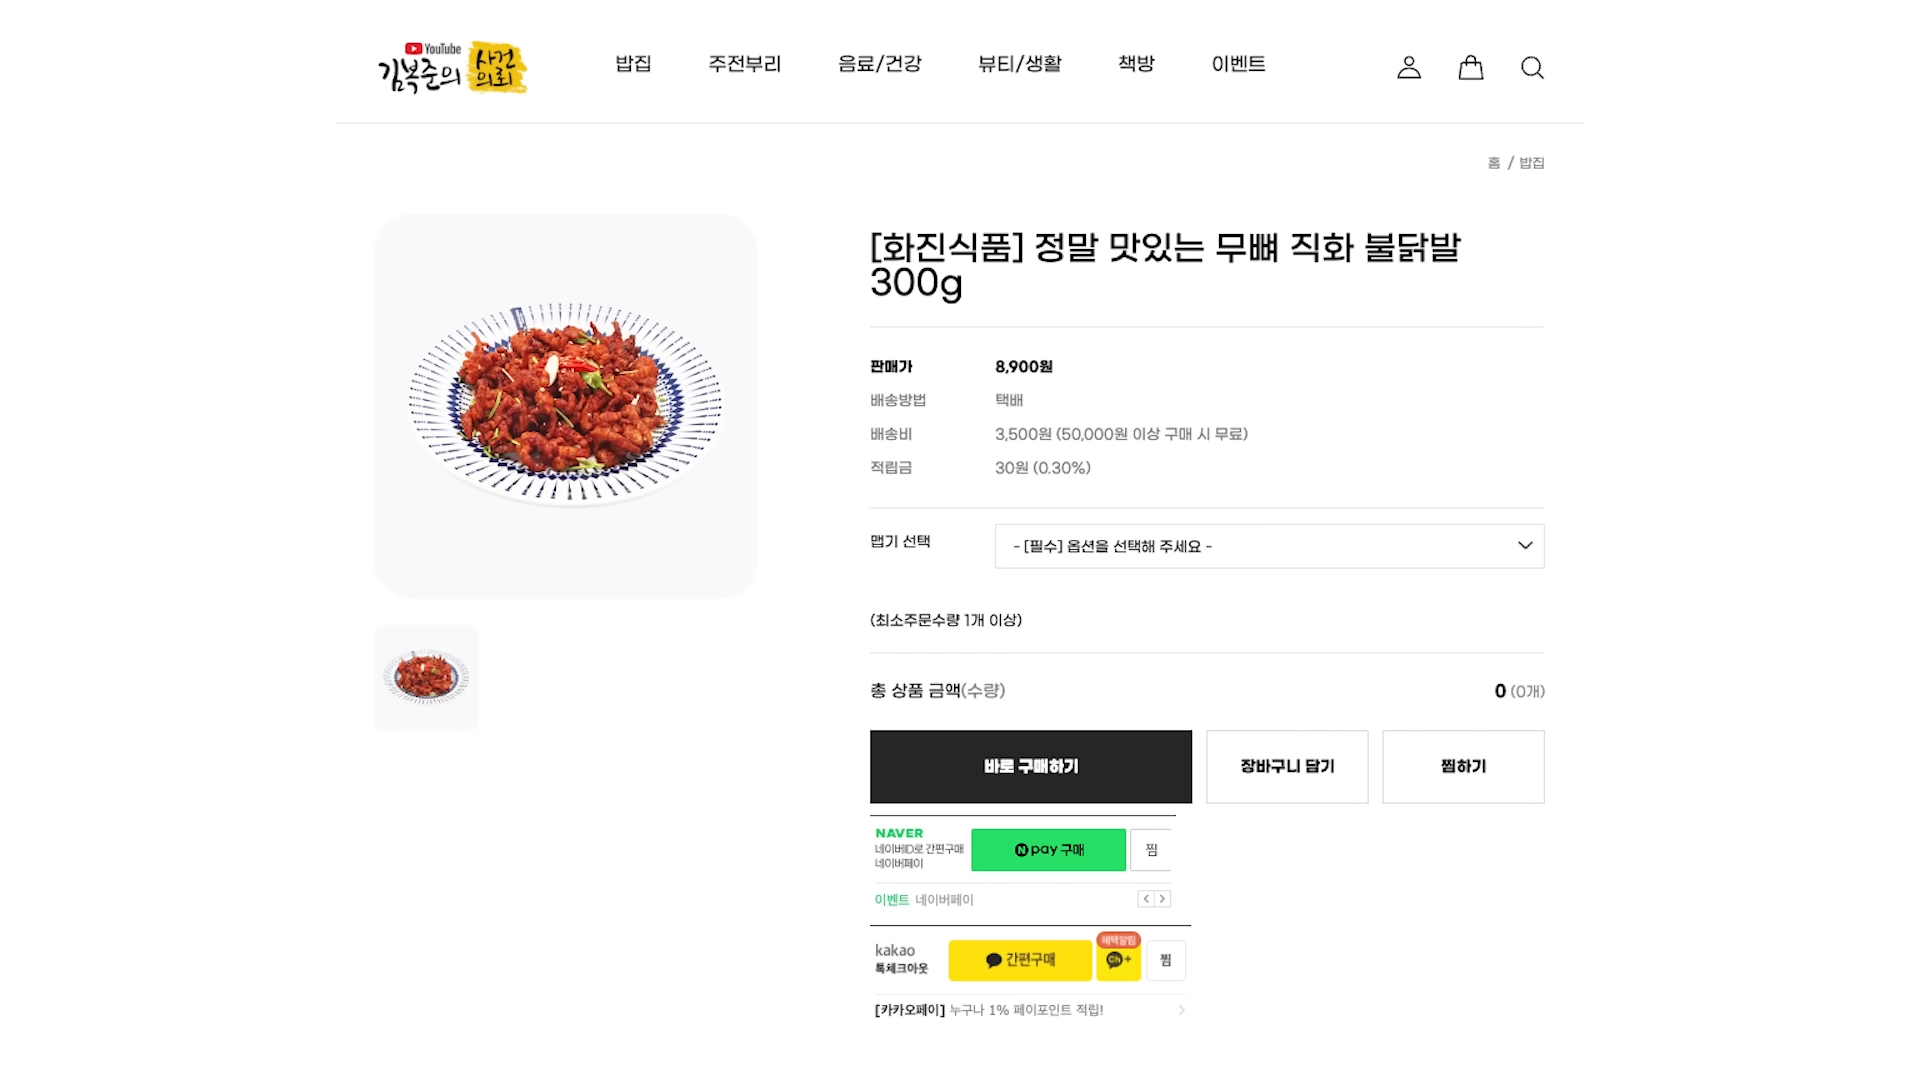 YouTube
김복준의 사건
의뢰
밥집 주전부리 음료/건강 뷰티/생활 책방 이벤트
홈 / 밥집
[화진식품] 정말 맛있는 무뼈 직화 불닭발
300g
판매가 8,900원
배송방법 택배
배송비 3,500원 (50,000원 이상 구매 시 무료)
적립금 30원 (0.30%)
맵기 선택 - [필수] 옵션을 선택해 주세요 -
(최소주문수량 1개 이상)
총 상품 금액(수량) 0 (0개)
바로 구매하기 장바구니 담기 찜하기
NAVER
네이버ID로 간편구매
네이버페이
N pay 구매 찜
이벤트 네이버페이
kakao
톡체크아웃
간편구매
혜택알림
Ch+
찜
[카카오페이] 누구나 1% 페이포인트 적립!